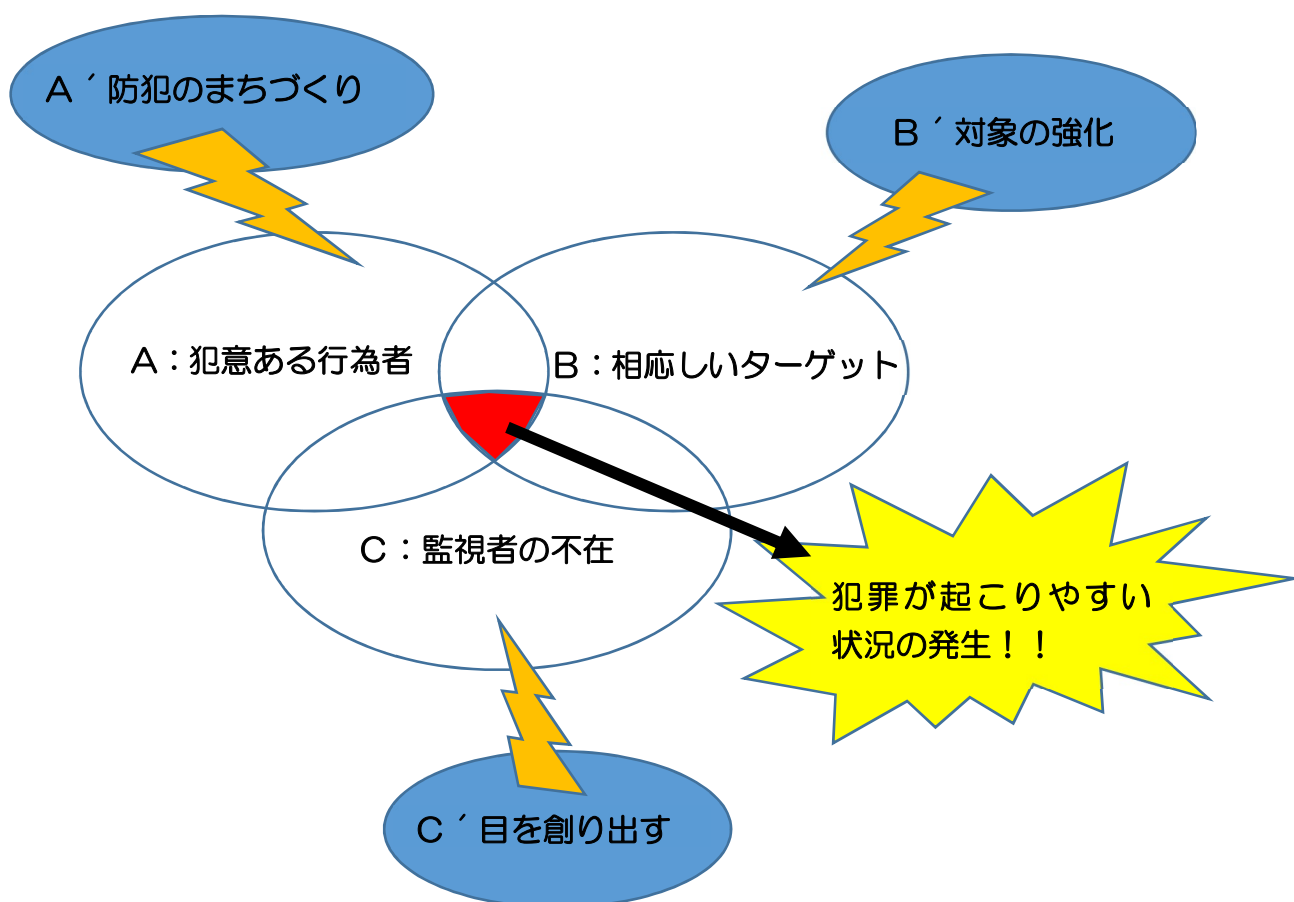 A´防犯のまちづくり
B´対象の強化
A：犯意ある行為者
B：相応しいターゲット
C：監視者の不在
犯罪が起こりやすい
状況の発生！！
C´目を創り出す